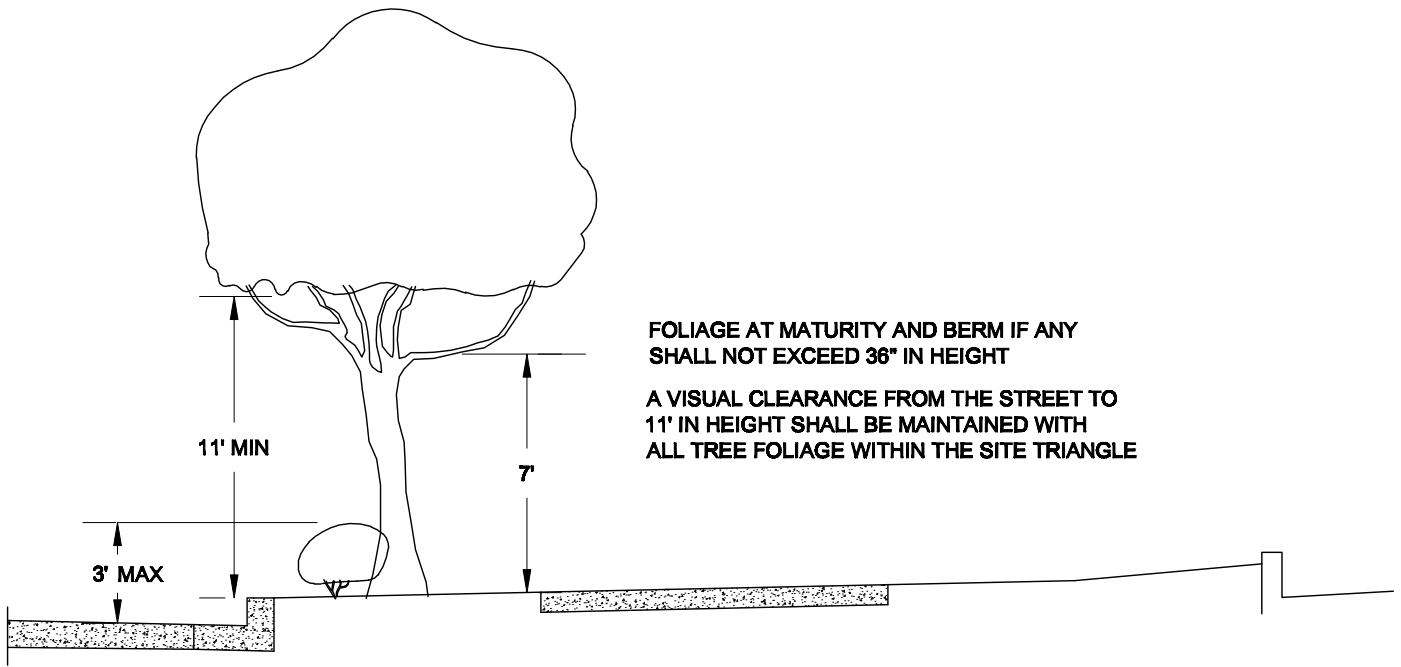 FOLIAGE AT MATURITY AND BERM IF ANY
SHALL NOT EXCEED 36" IN HEIGHT
A VISUAL CLEARANCE FROM THE STREET TO
11' IN HEIGHT SHALL BE MAINTAINED WITH
ALL TREE FOLIAGE WITHIN THE SITE TRIANGLE
11' MIN
7'
3' MAX